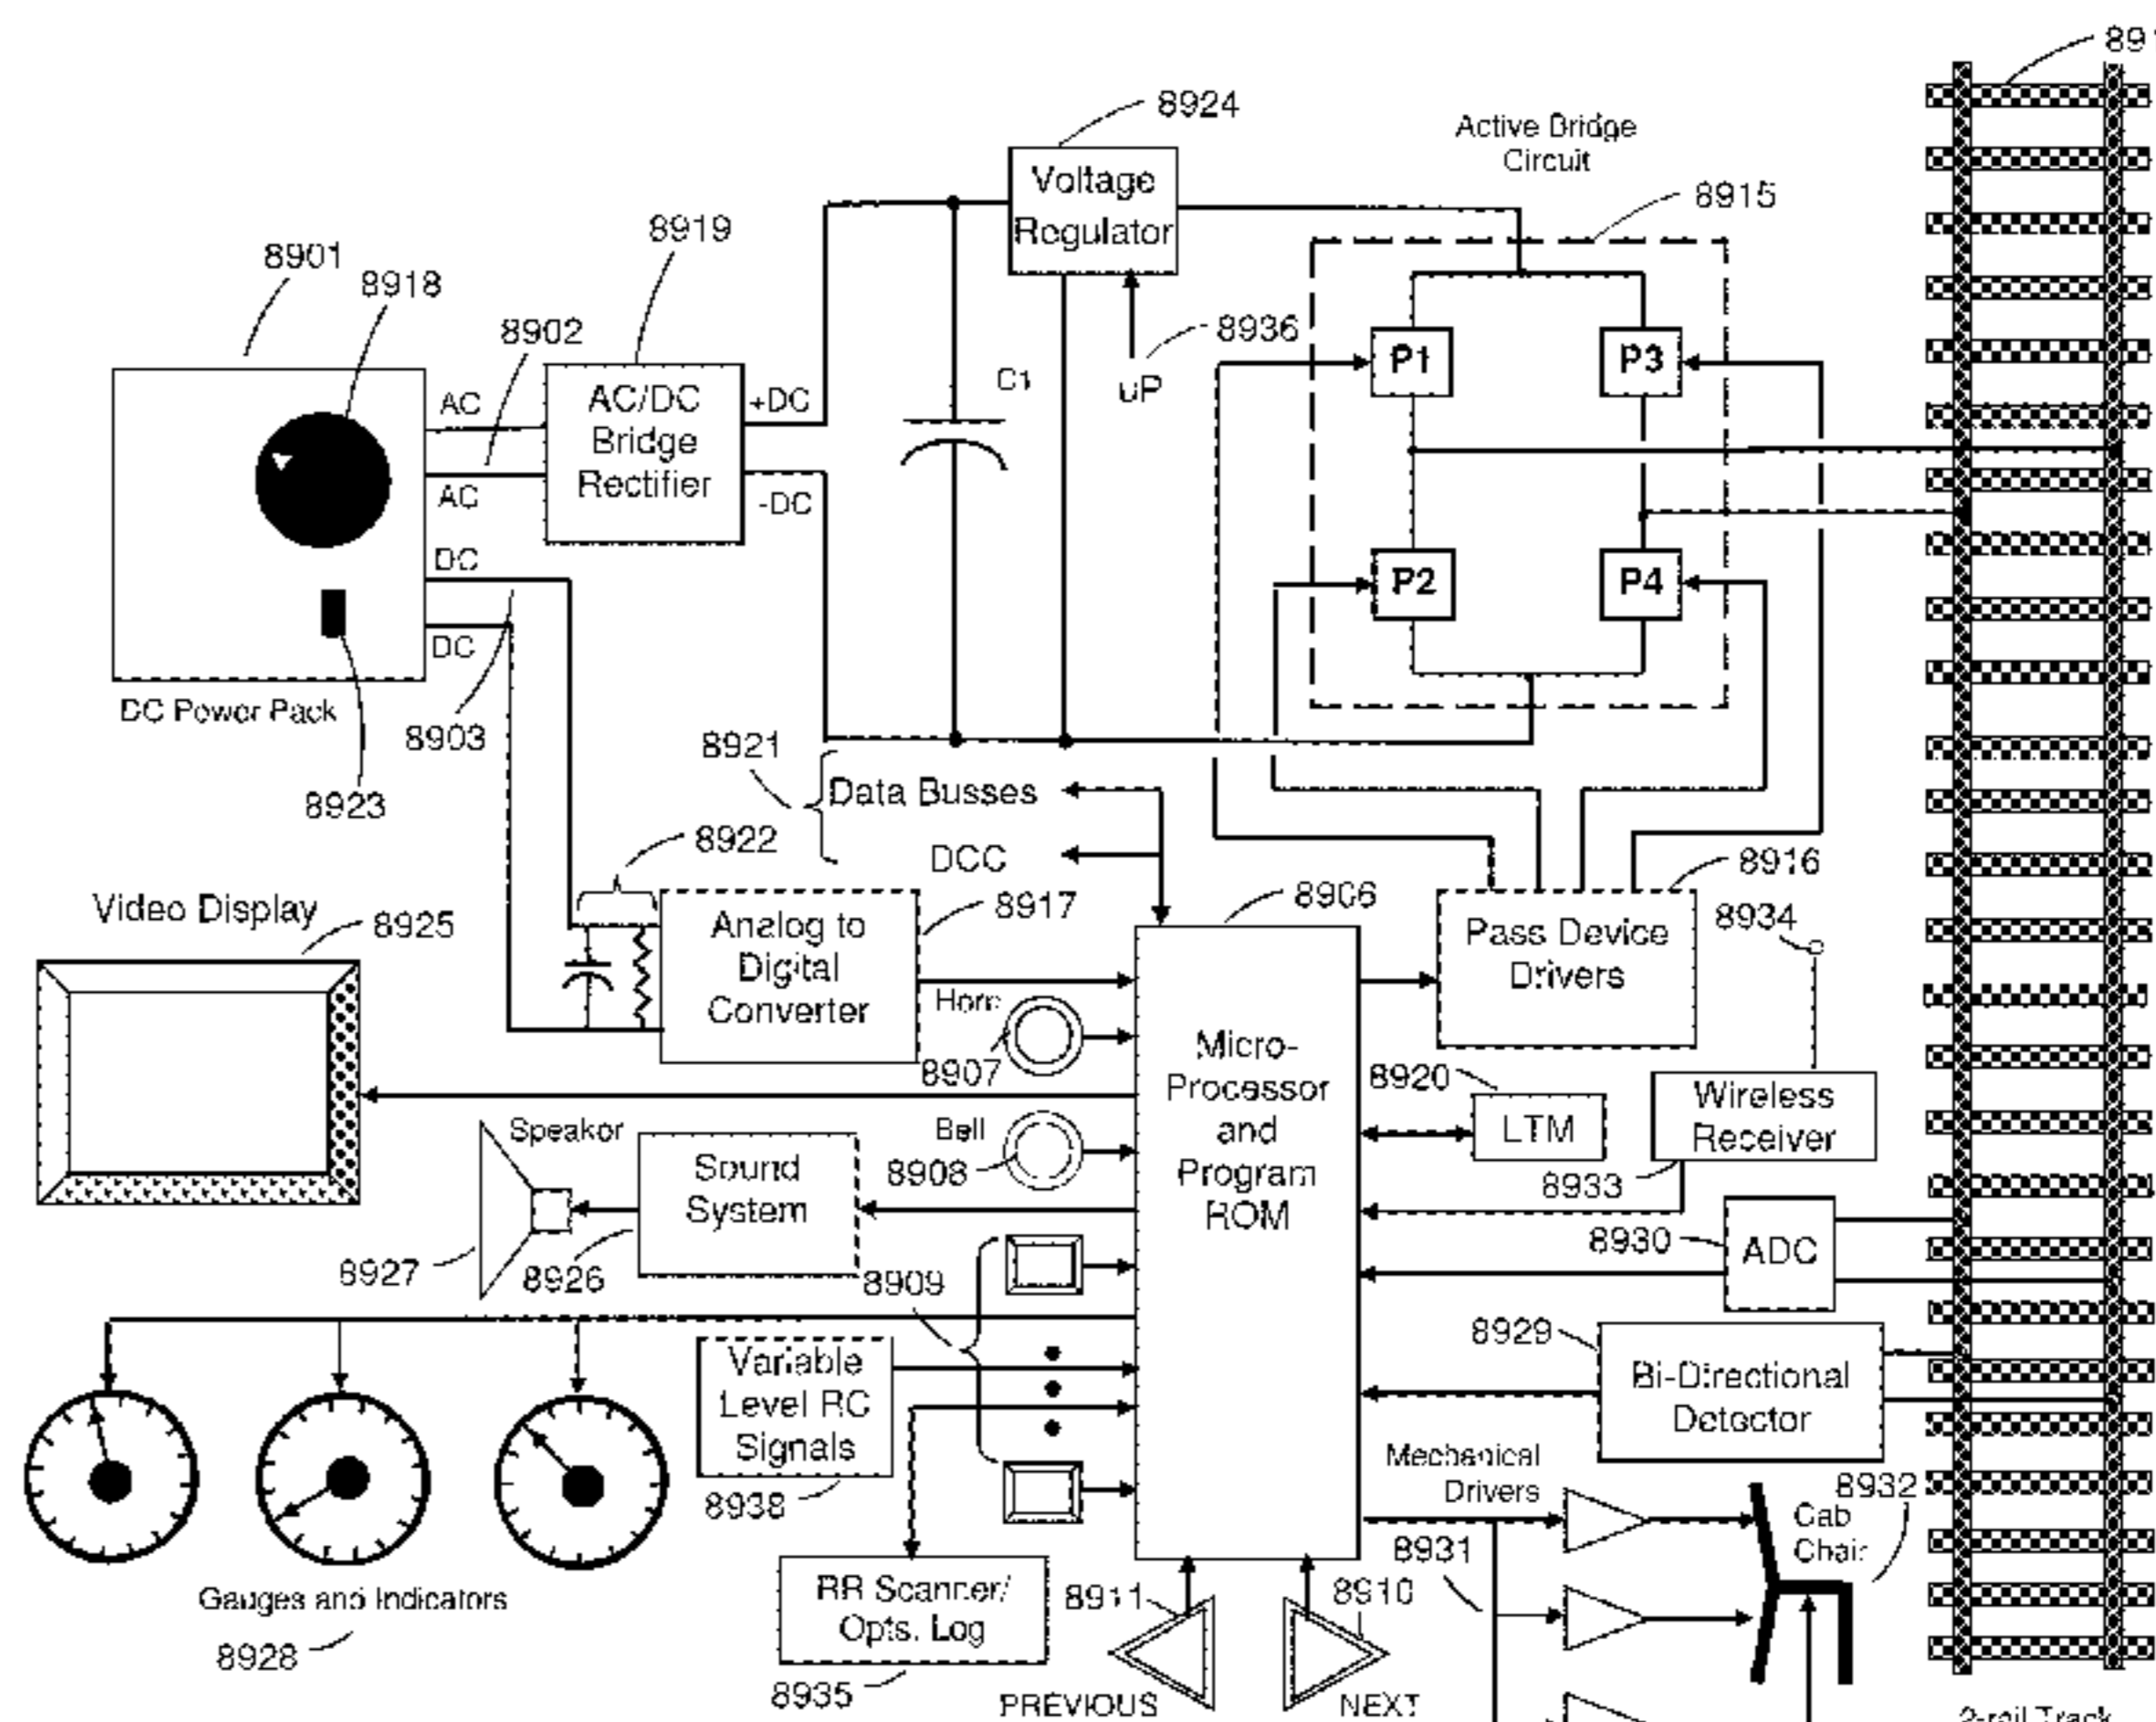 89
8924
Active Bridge
Circuit
Voltage
Regulator
8915
8919
8901
8918
8902
8936
C1
uP
P1
P3
AC
AC/DC
Bridge
Rectifier
+DC
AC
-DC
DC
DC
P2
P4
DC Power Pack
8903
8921
8923
Data Busses
8922
DCC
8916
8917
8906
Video Display
8925
Analog to
Digital
Converter
Pass Device
Drivers
8934
Horn
8907
Micro-
Processor
and
Program
ROM
8920
LTM
Wireless
Receiver
8933
Speaker
Bell
8908
Sound
System
8927
8926
8909
8930
ADC
8929
Bi-Directional
Detector
Variable
Level RC
Signals
8938
Mechanical
Drivers
8932
Cab
Chair
8931
Gauges and Indicators
8928
RR Scanner/
Opts. Log
8935
8911
8910
PREVIOUS
NEXT
2-rail Track